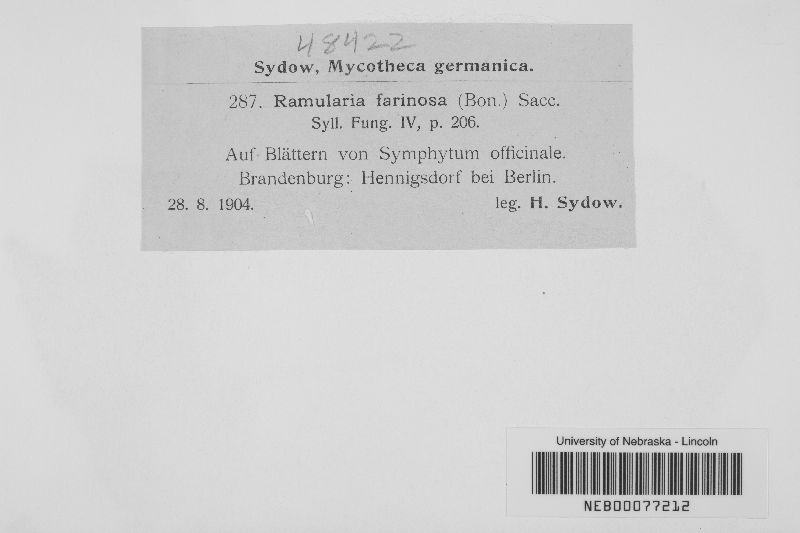 48422
Sydow, Mycotheca germanica.
287. Ramularia farinosa (Bon.) Sacc.
Syll. Fung. IV, p. 206.
Auf Blättern von Symphytum officinale.
Brandenburg: Hennigsdorf bei Berlin.
28. 8. 1904. leg. H. Sydow.
University of Nebraska - Lincoln
NEB00077212